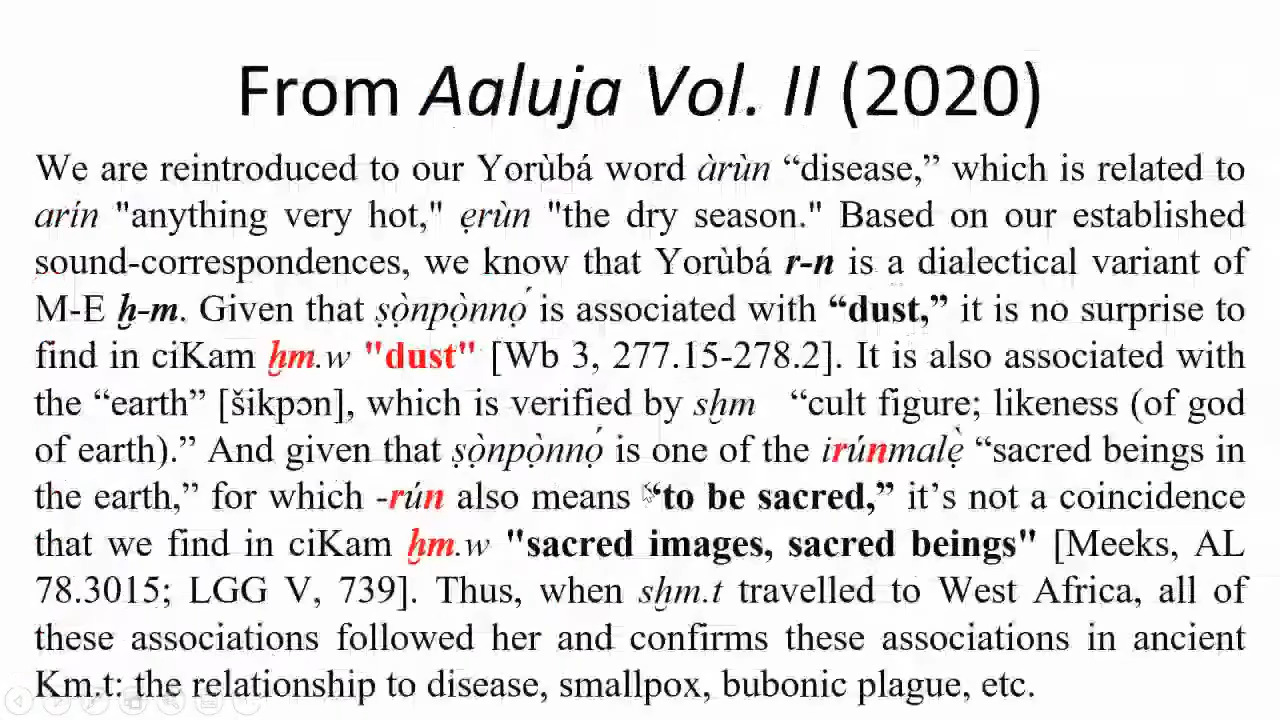 From Aaluja Vol. II (2020)
We are reintroduced to our Yorùbá word àrùn “disease,” which is related to
arín "anything very hot," ẹrùn "the dry season." Based on our established
sound-correspondences, we know that Yorùbá r-n is a dialectical variant of
M-E ḫ-m. Given that ṣọ̀npọ̀nnọ́ is associated with “dust,” it is no surprise to
find in ciKam ḫm.w "dust" [Wb 3, 277.15-278.2]. It is also associated with
the “earth” [šikpɔn], which is verified by sḫm “cult figure; likeness (of god
of earth).” And given that ṣọ̀npọ̀nnọ́ is one of the irúnmalẹ̀ “sacred beings in
the earth,” for which -rún also means “to be sacred,” it’s not a coincidence
that we find in ciKam ḫm.w "sacred images, sacred beings" [Meeks, AL
78.3015; LGG V, 739]. Thus, when sḫm.t travelled to West Africa, all of
these associations followed her and confirms these associations in ancient
Km.t: the relationship to disease, smallpox, bubonic plague, etc.